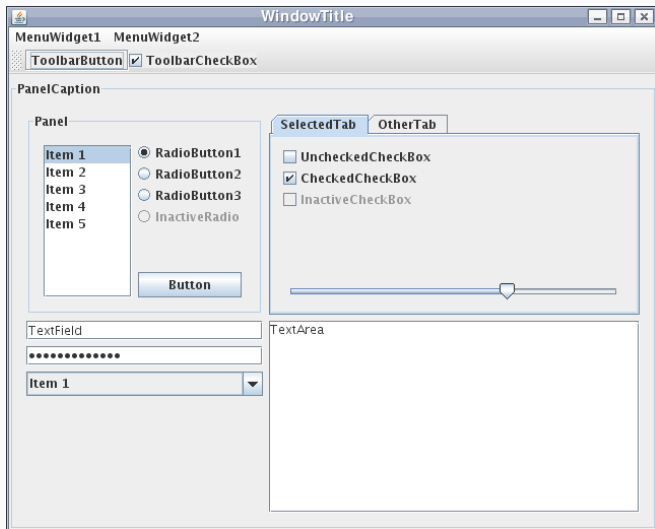 WindowTitle
MenuWidget1 MenuWidget2
ToolbarButton ToolbarCheckBox
PanelCaption
Panel
Item 1
Item 2
Item 3
Item 4
Item 5
RadioButton1
RadioButton2
RadioButton3
InactiveRadio
Button
SelectedTab OtherTab
UncheckedCheckBox
CheckedCheckBox
InactiveCheckBox
TextField
•••••••••••••
Item 1
TextArea